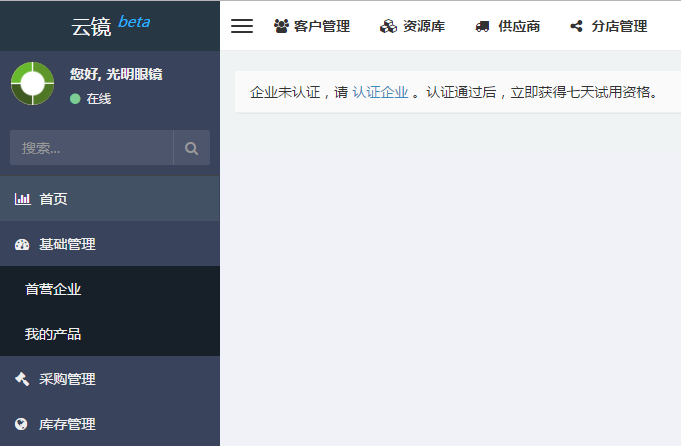 云镜 beta
您好, 光明眼镜
在线
搜索...
首页
基础管理
首营企业
我的产品
采购管理
库存管理
客户管理 资源库 供应商 分店管理
企业未认证，请 认证企业 。认证通过后，立即获得七天试用资格。